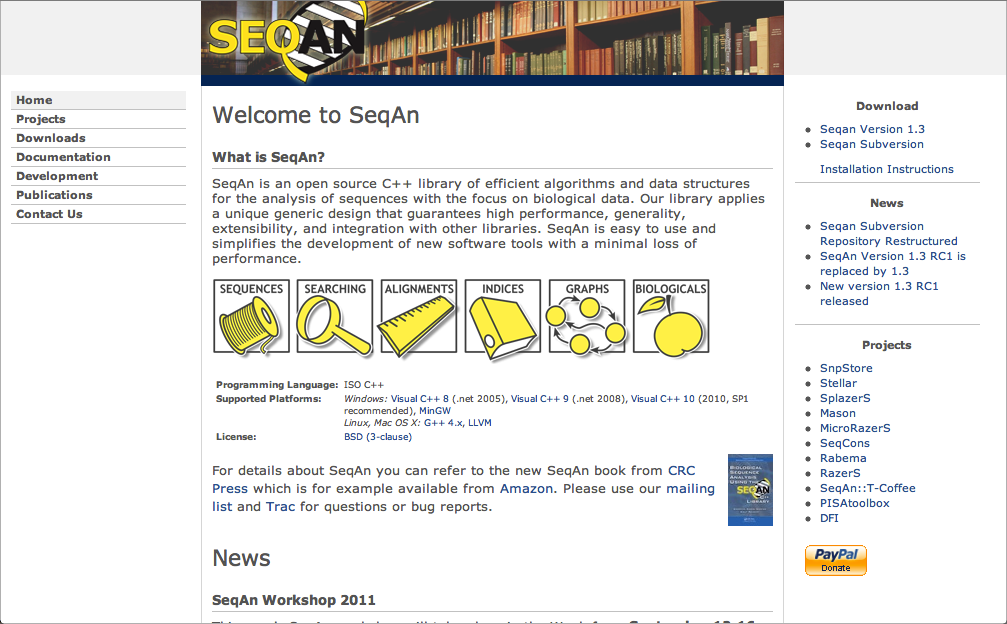 SEQAN
Home
Projects
Downloads
Documentation
Development
Publications
Contact Us
Welcome to SeqAn
What is SeqAn?
SeqAn is an open source C++ library of efficient algorithms and data structures
for the analysis of sequences with the focus on biological data. Our library applies
a unique generic design that guarantees high performance, generality,
extensibility, and integration with other libraries. SeqAn is easy to use and
simplifies the development of new software tools with a minimal loss of
performance.
SEQUENCES
SEARCHING
ALIGNMENTS
INDICES
GRAPHS
BIOLOGICALS
Programming Language: ISO C++
Supported Platforms: Windows: Visual C++ 8 (.net 2005), Visual C++ 9 (.net 2008), Visual C++ 10 (2010, SP1
recommended), MinGW
Linux, Mac OS X: G++ 4.x, LLVM
License: BSD (3-clause)
For details about SeqAn you can refer to the new SeqAn book from CRC
Press which is for example available from Amazon. Please use our mailing
list and Trac for questions or bug reports.
BIOLOGICAL
SEQUENCE
ANALYSIS
USING THE
SEQAN
LIBRARY
News
SeqAn Workshop 2011
Download
Seqan Version 1.3
Seqan Subversion
Installation Instructions
News
Seqan Subversion
Repository Restructured
SeqAn Version 1.3 RC1 is
replaced by 1.3
New version 1.3 RC1
released
Projects
SnpStore
Stellar
SplazerS
Mason
MicroRazerS
SeqCons
Rabema
RazerS
SeqAn::T-Coffee
PISAtoolbox
DFI
PayPal
Donate